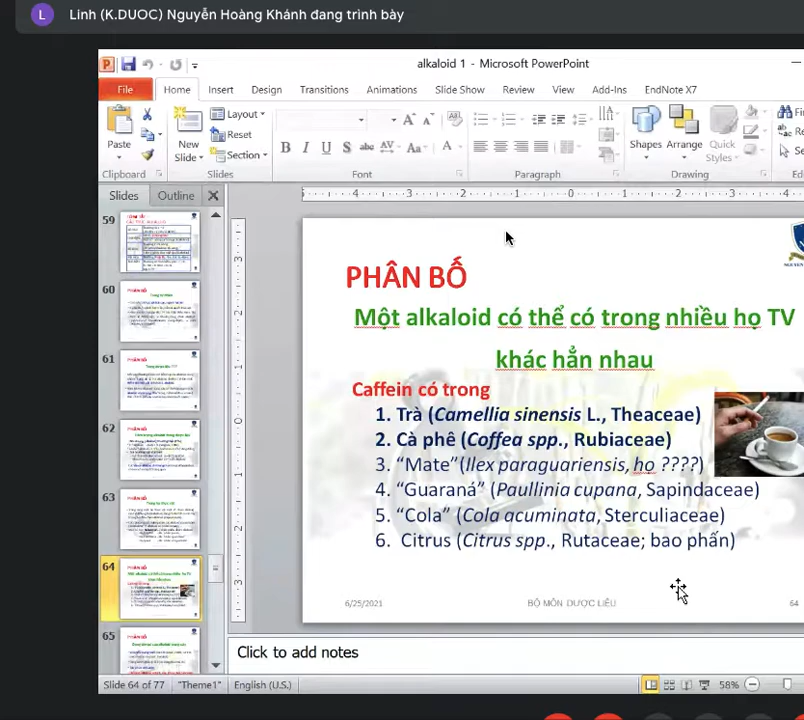 L Linh (K.DUOC) Nguyễn Hoàng Khánh đang trình bày
alkaloid 1 - Microsoft PowerPoint
File Home Insert Design Transitions Animations Slide Show Review View Add-Ins EndNote X7
Paste
New Slide
Layout
Reset
Section
Shapes Arrange Quick Styles
Clipboard Slides Font Paragraph Drawing
Slides Outline
59
60
61
62
63
64
65
PHÂN BỐ
Một alkaloid có thể có trong nhiều họ TV
khác hẳn nhau
Caffein có trong
1. Trà (Camellia sinensis L., Theaceae)
2. Cà phê (Coffea spp., Rubiaceae)
3. “Mate”(Ilex paraguariensis, họ ????)
4. “Guaraná” (Paullinia cupana, Sapindaceae)
5. “Cola” (Cola acuminata, Sterculiaceae)
6. Citrus (Citrus spp., Rutaceae; bao phấn)
6/25/2021 BỘ MÔN DƯỢC LIỆU 64
Click to add notes
Slide 64 of 77 "Theme1" English (U.S.) 58%